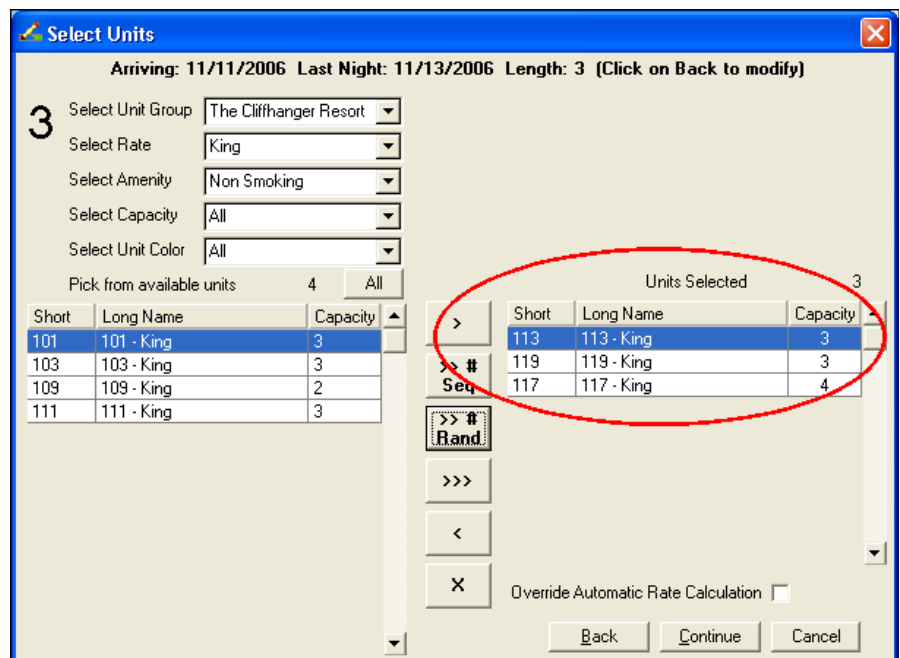 Select Units
Arriving: 11/11/2006 Last Night: 11/13/2006 Length: 3 (Click on Back to modify)
3
Select Unit Group The Cliffhanger Resort
Select Rate King
Select Amenity Non Smoking
Select Capacity All
Select Unit Color All
Pick from available units 4 All
Short Long Name Capacity
101 101 - King 3
103 103 - King 3
109 109 - King 2
111 111 - King 3
>
>> #
Seq
>> #
Rand
>>>
<
X
Units Selected 3
Short Long Name Capacity
113 113 - King 3
119 119 - King 3
117 117 - King 4
Override Automatic Rate Calculation
Back Continue Cancel